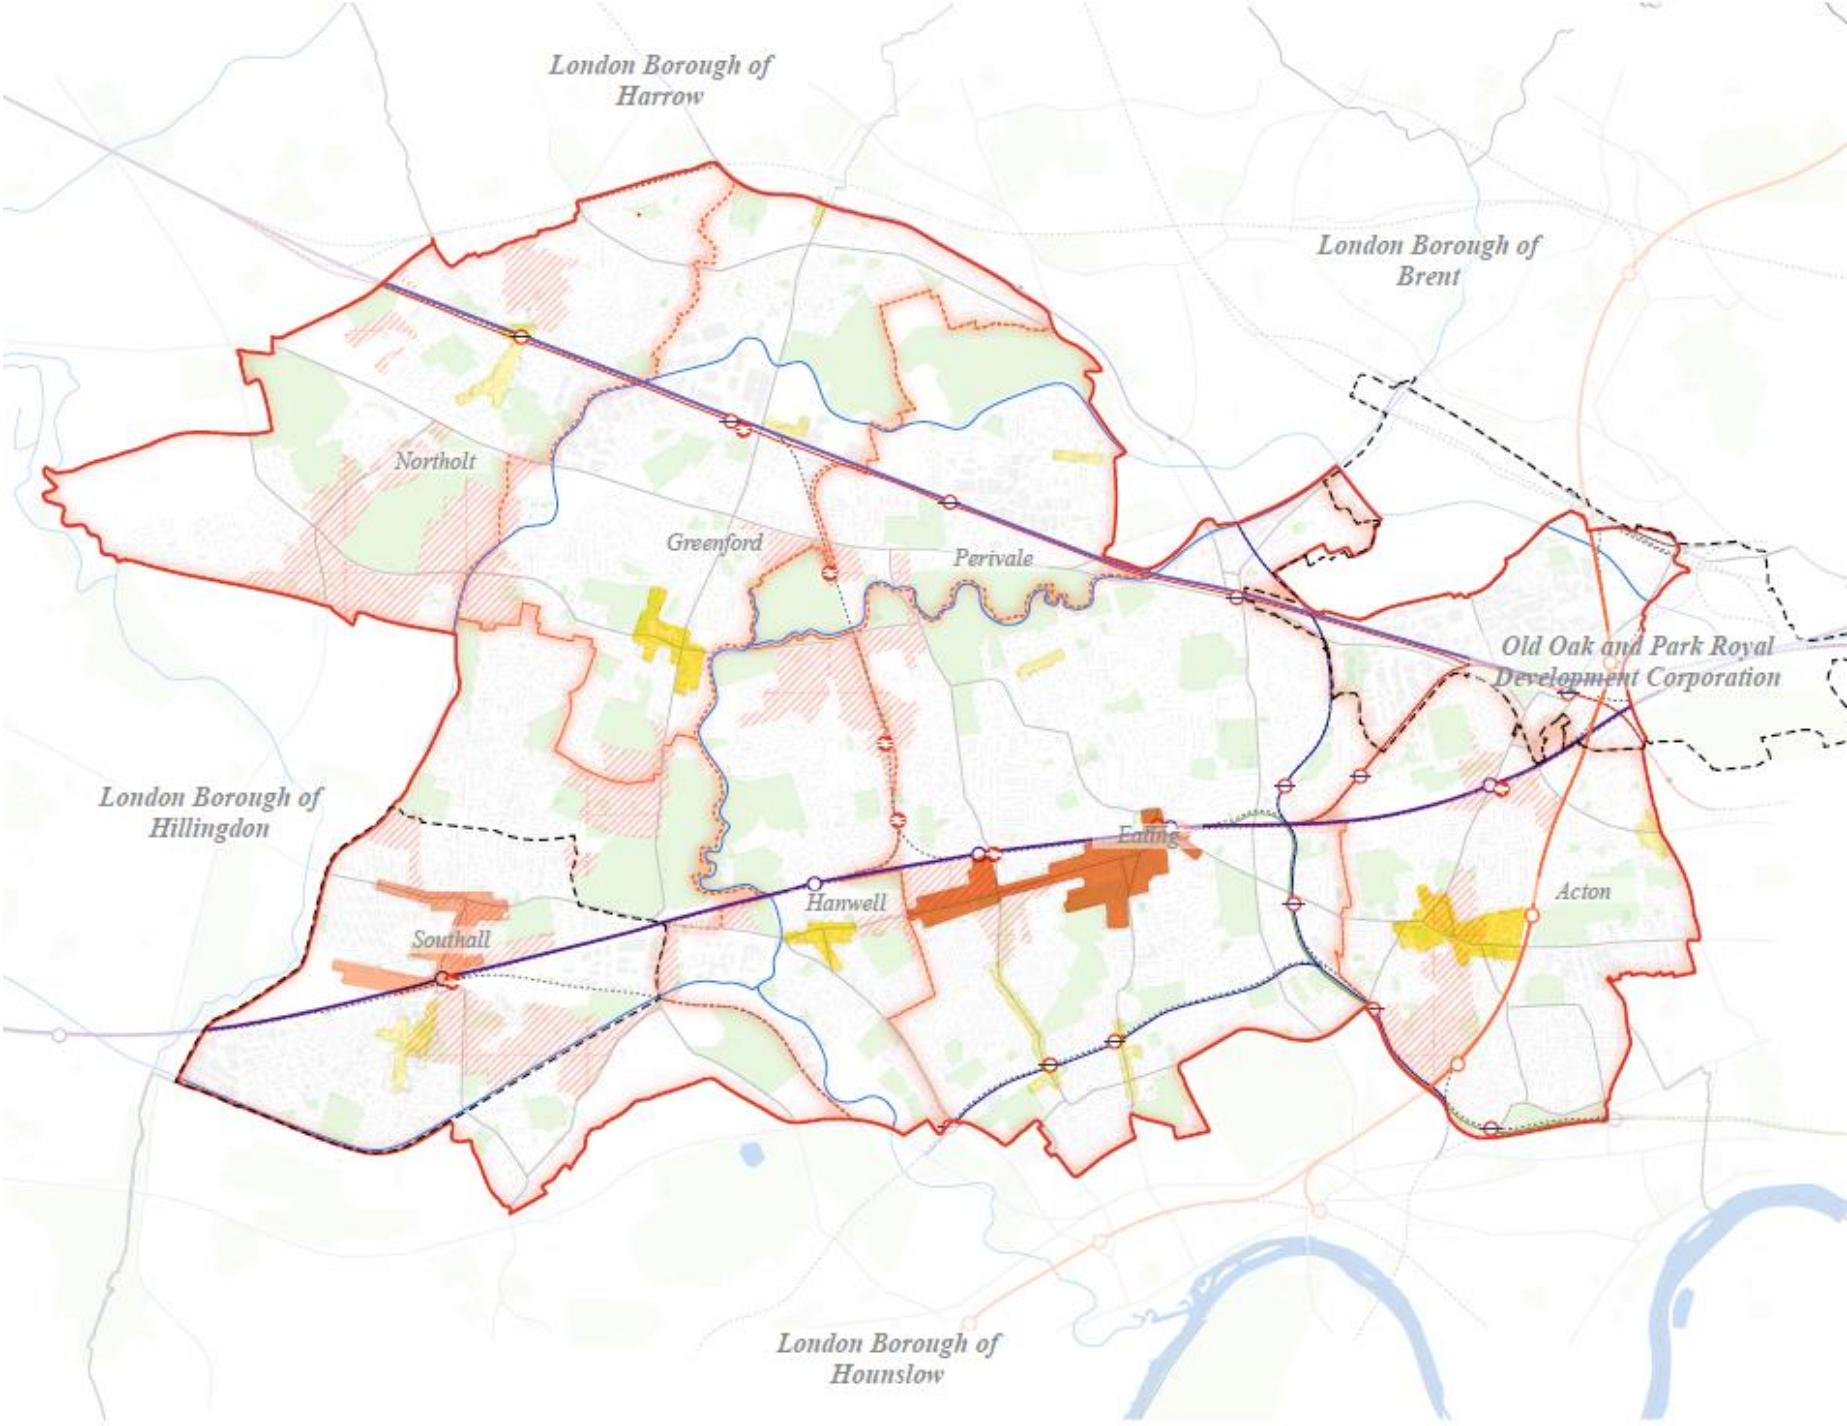 London Borough of
Harrow
London Borough of
Brent
Northolt
Greenford
Perivale
Old Oak and Park Royal
Development Corporation
London Borough of
Hillingdon
Ealing
Hanwell
Acton
Southall
London Borough of
Hounslow